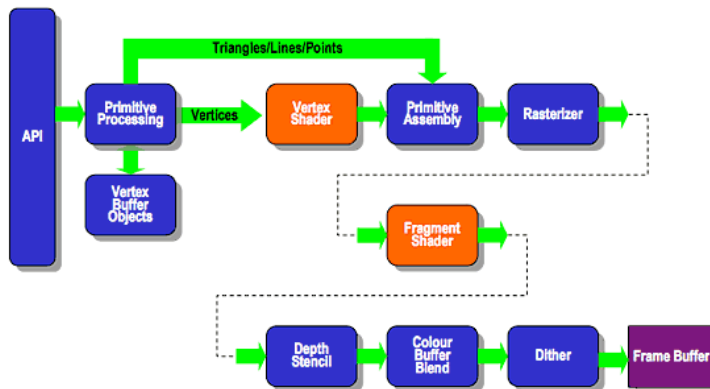 Triangles/Lines/Points
API
Primitive
Processing
Vertices
Vertex
Shader
Primitive
Assembly
Rasterizer
Vertex
Buffer
Objects
Fragment
Shader
Depth
Stencil
Colour
Buffer
Blend
Dither
Frame Buffer